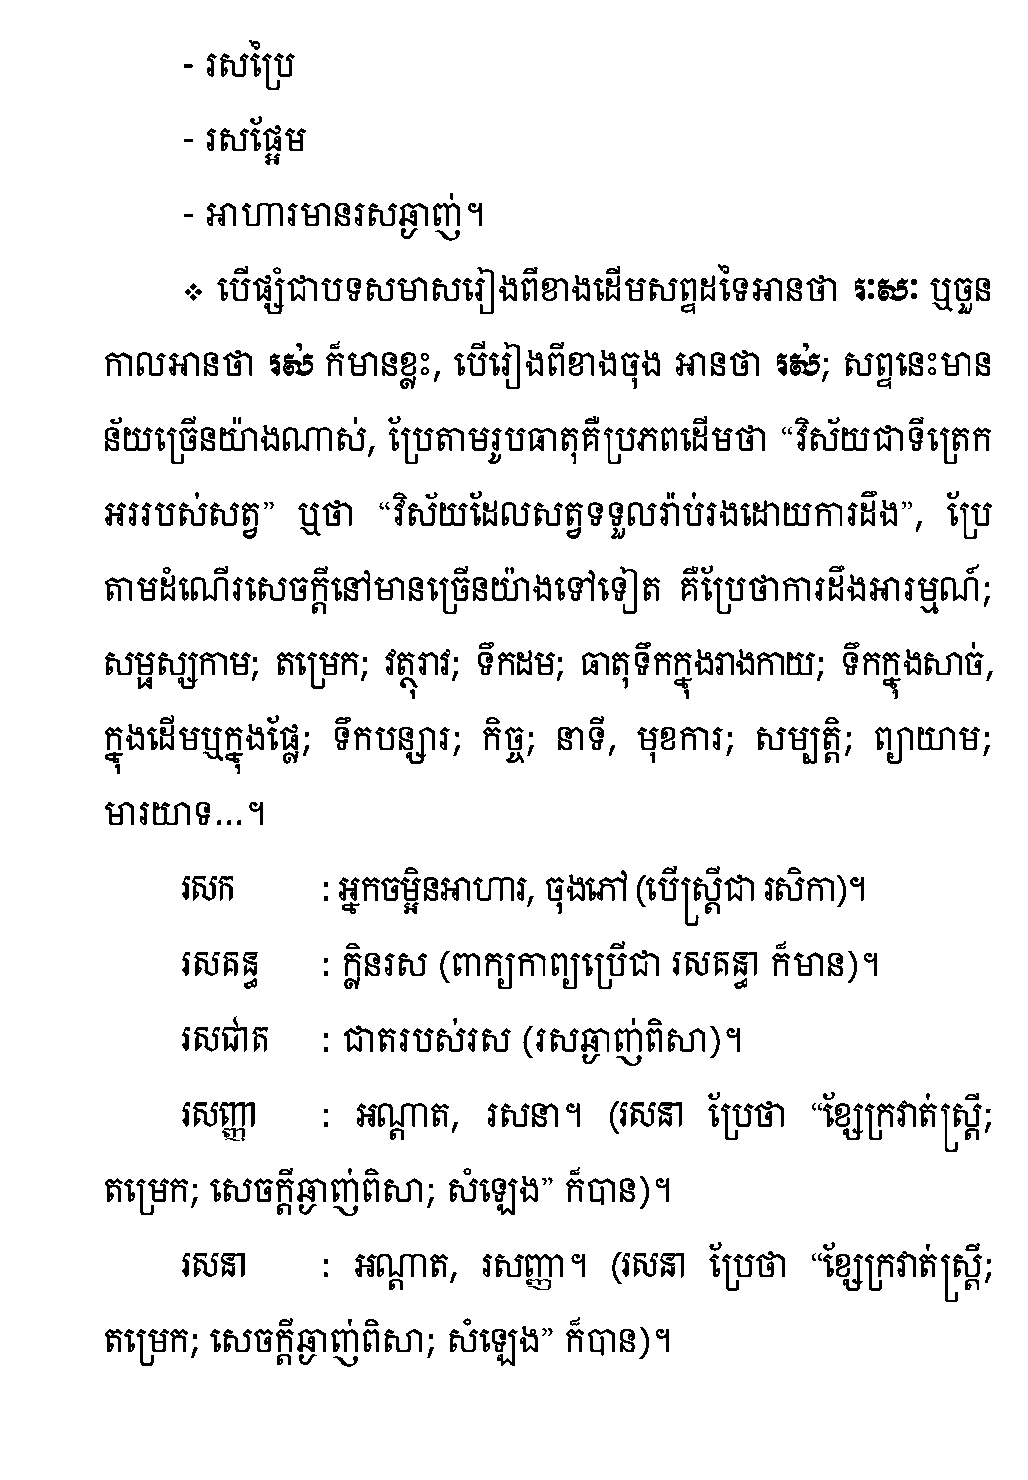 - រសប្រៃ
- រសផ្អែម
- អាហារមានរសឆ្ងាញ់។
❖ បើផ្សំជាបទសមាសរៀងពីខាងដើមសព្ទដទៃអានថា រៈសៈ ឬចួន
កាលអានថា រស់ ក៏មានខ្លះ, បើរៀងពីខាងចុង អានថា រស់; សព្ទនេះមាន
ន័យច្រើនយ៉ាងណាស់, ប្រែតាមរូបធាតុគឺប្រភពដើមថា “វិស័យជាទីត្រេក
អររបស់សត្វ” ឬថា “វិស័យដែលសត្វទទួលរ៉ាប់រងដោយការដឹង”, ប្រែ
តាមដំណើរសេចក្ដីនៅមានច្រើនយ៉ាងទៅទៀត គឺប្រែថាការដឹងអារម្មណ៍;
សម្ផស្សកាម; តម្រេក; វត្ថុរាវ; ទឹកដម; ធាតុទឹកក្នុងរាងកាយ; ទឹកក្នុងសាច់,
ក្នុងដើមឬក្នុងផ្លែ; ទឹកបន្សារ; កិច្ច; នាទី, មុខការ; សម្បត្តិ; ព្យាយាម;
មារយាទ...។
រសក : អ្នកចម្អិនអាហារ, ចុងភៅ (បើស្ត្រីជា រសិកា)។
រសគន្ធ : ក្លិនរស (ពាក្យកាព្យប្រើជា រសគន្ធា ក៏មាន)។
រសជាត : ជាតរបស់រស (រសឆ្ងាញ់ពិសា)។
រសញ្ញា : អណ្ដាត, រសនា។ (រសនា ប្រែថា “ខ្សែក្រវាត់ស្ត្រី;
តម្រេក; សេចក្ដីឆ្ងាញ់ពិសា; សំឡេង” ក៏បាន)។
រសនា : អណ្ដាត, រសញ្ញា។ (រសនា ប្រែថា “ខ្សែក្រវាត់ស្ត្រី;
តម្រេក; សេចក្ដីឆ្ងាញ់ពិសា; សំឡេង” ក៏បាន)។